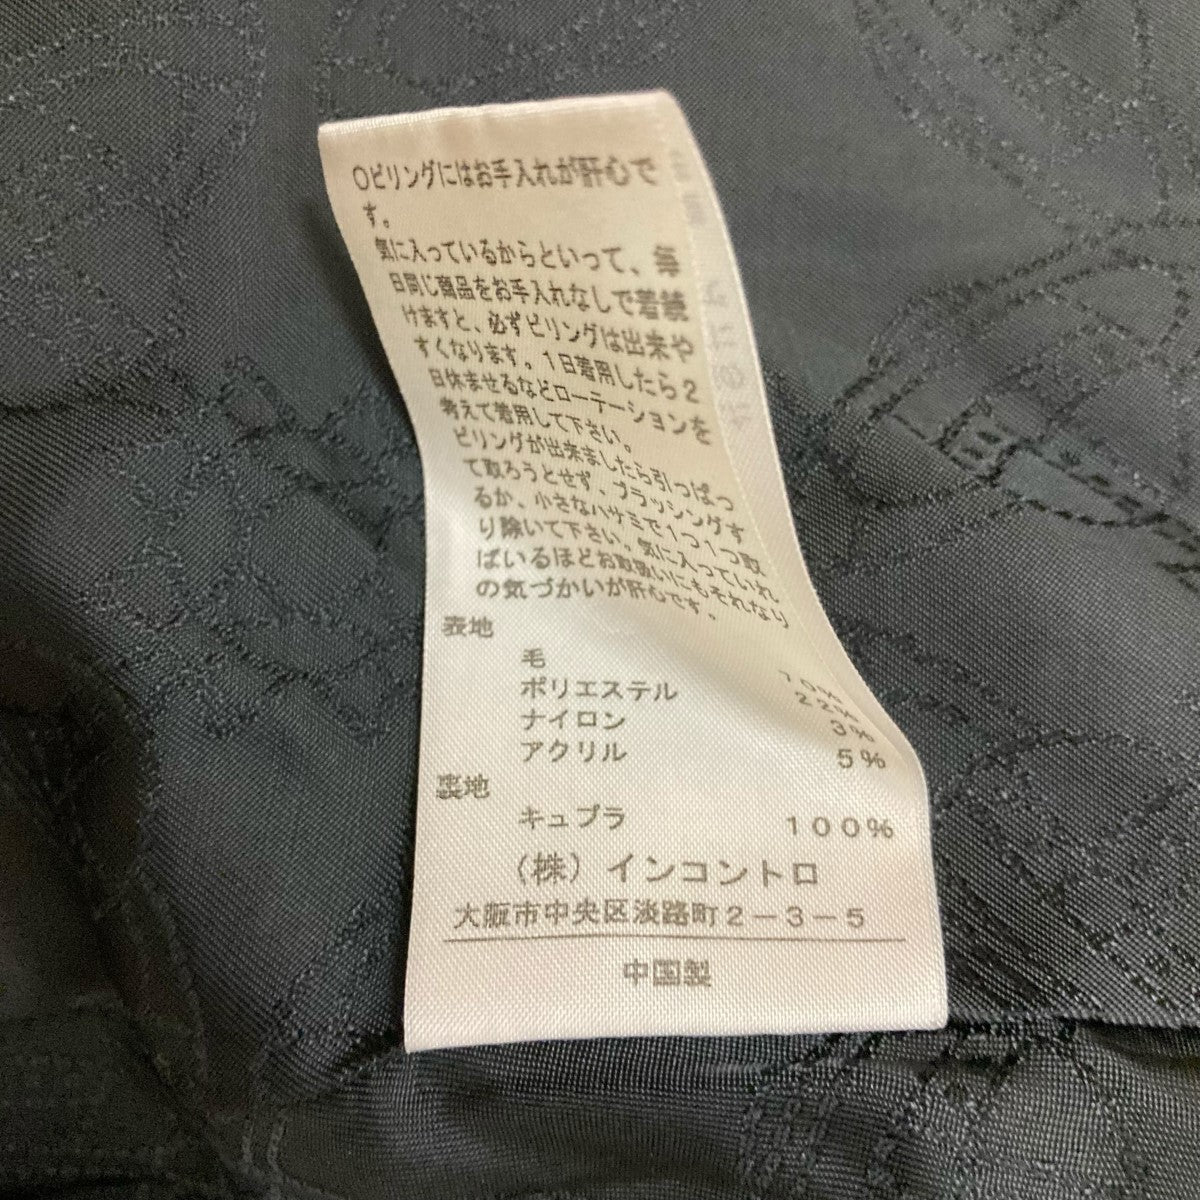 ○ピリングにはお手入れが肝心で
す。
気に入っているからといって、毎
日同じ商品をお手入れなしで着続
けますと、必ずピリングは出来や
すくなります。1日着用したら2
日休ませるなどローテーションを
考えて着用して下さい。
ピリングが出来ましたら引っぱっ
て取ろうとせず、ブラッシングす
るか、小さなハサミで1つ1つ取
り除いて下さい。気に入っていれ
ばいるほどお取扱いにもそれなり
の気づかいが肝心です。
表地
毛 70%
ポリエステル 22%
ナイロン 3%
アクリル 5%
裏地
キュプラ 100%
(株)インコントロ
大阪市中央区淡路町2-3-5
中国製